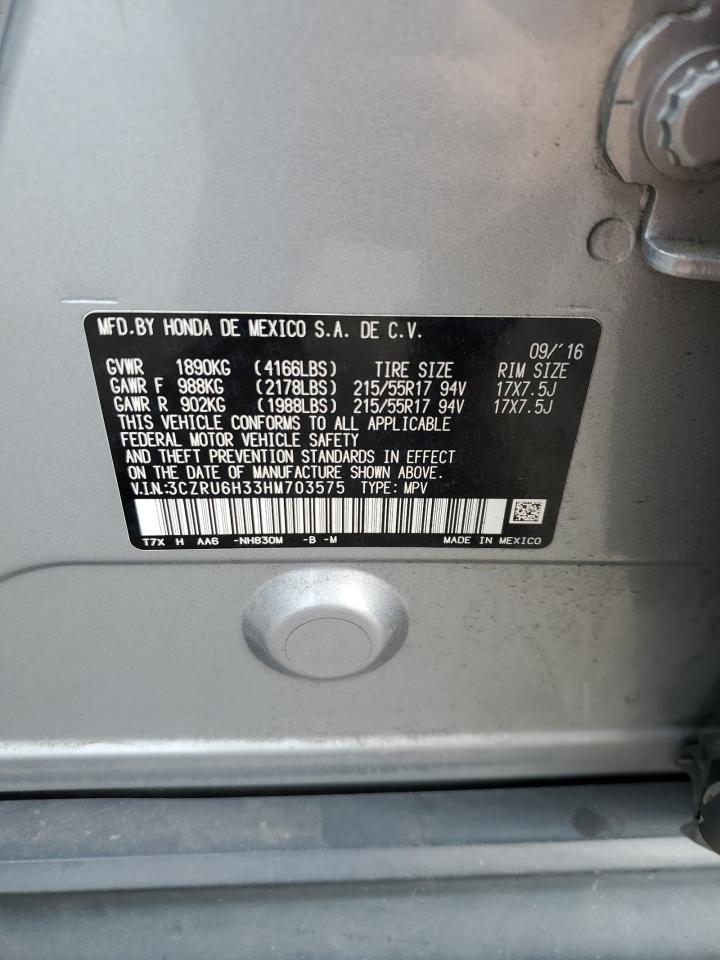 MFD.BY HONDA DE MEXICO S.A. DE C.V.
09/'16
GVWR 1890KG (4166LBS) TIRE SIZE RIM SIZE
GAWR F 988KG (2178LBS) 215/55R17 94V 17X7.5J
GAWR R 902KG (1988LBS) 215/55R17 94V 17X7.5J
THIS VEHICLE CONFORMS TO ALL APPLICABLE
FEDERAL MOTOR VEHICLE SAFETY
AND THEFT PREVENTION STANDARDS IN EFFECT
ON THE DATE OF MANUFACTURE SHOWN ABOVE.
V.I.N:3CZRU6H33HM703575 TYPE: MPV
T7X H AA6 -NH830M -B -M MADE IN MEXICO